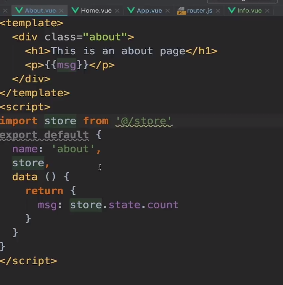 About.vue Home.vue App.vue router.js Info.vue
<template>
<div class="about">
<h1>This is an about page</h1>
<p>{{msg}}</p>
</div>
</template>
<script>
import store from '@/store'
export default {
name: 'about',
store,
data () {
return {
msg: store.state.count
}
}
}
</script>